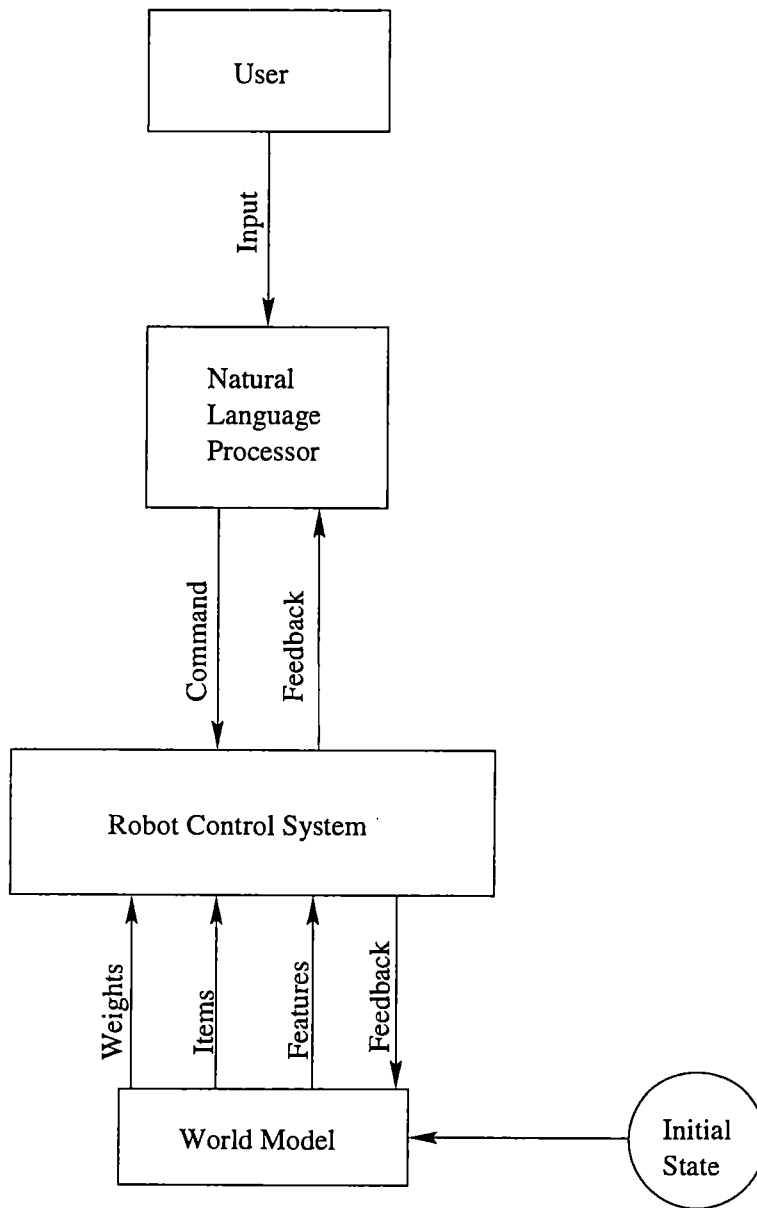 User
Input
Natural
Language
Processor
Command
Feedback
Robot Control System
Weights
Items
Features
Feedback
World Model
Initial
State